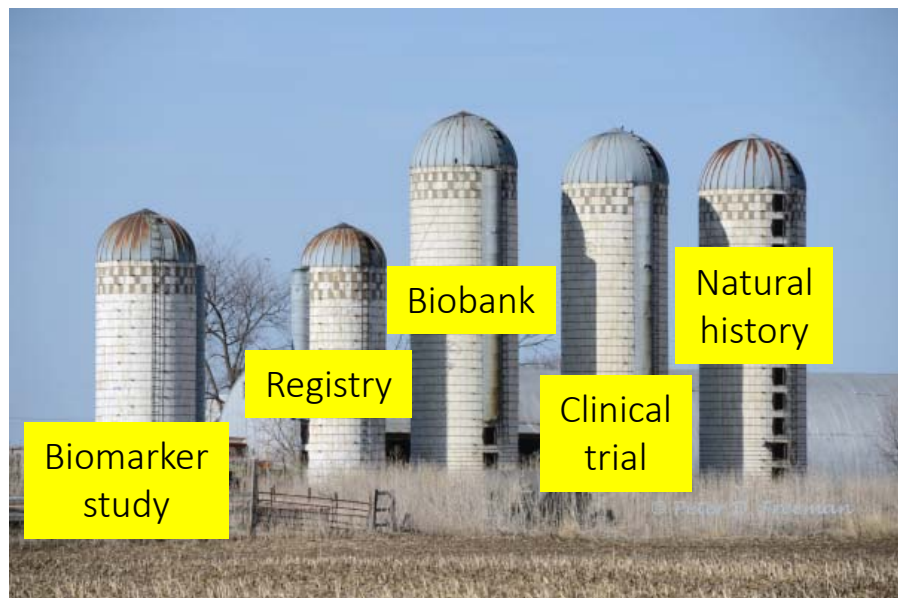 Biomarker
study
Registry
Biobank
Clinical
trial
Natural
history
© Peter D. Freeman